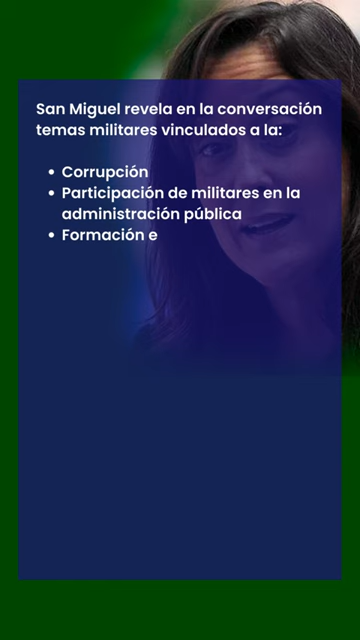 San Miguel revela en la conversación
temas militares vinculados a la:
• Corrupción
• Participación de militares en la
administración pública
• Formación e